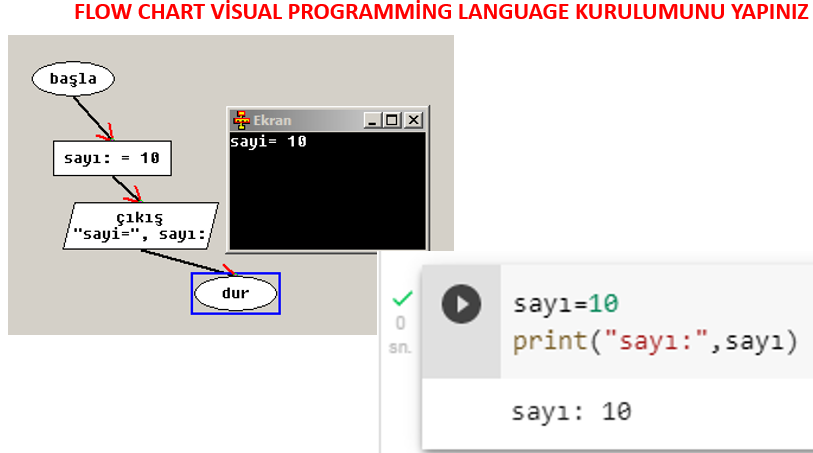 FLOW CHART VİSUAL PROGRAMMİNG LANGUAGE KURULUMUNU YAPINIZ
başla
sayı: = 10
çıkış
"sayi=", sayı:
dur
Ekran
sayi= 10
0
sn.
sayı=10
print("sayı:",sayı)
sayı: 10